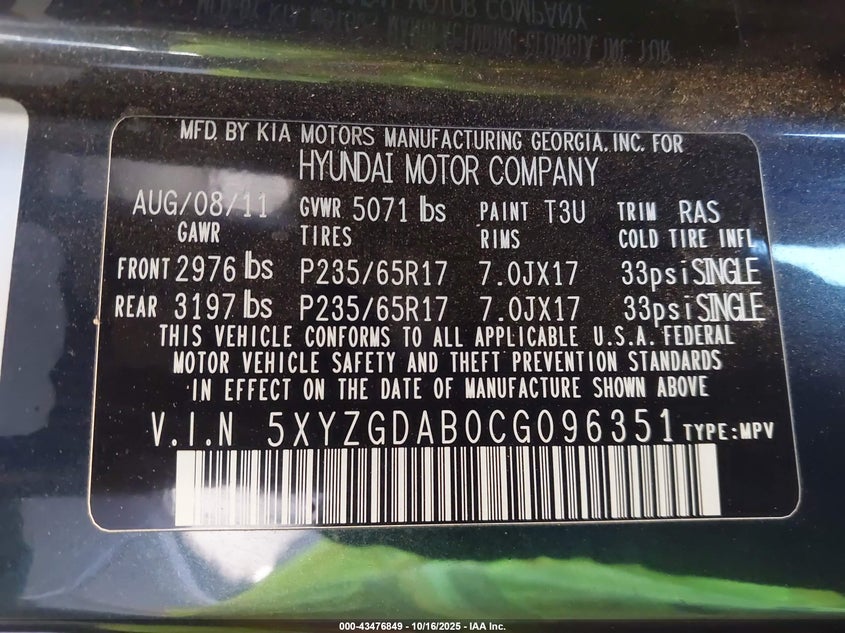 MFD. BY KIA MOTORS MANUFACTURING GEORGIA, INC. FOR
HYUNDAI MOTOR COMPANY
AUG/08/11 GVWR 5071 lbs PAINT T3U TRIM RAS
GAWR TIRES RIMS COLD TIRE INFL
FRONT 2976 lbs P235/65R17 7.0JX17 33psi SINGLE
REAR 3197 lbs P235/65R17 7.0JX17 33psi SINGLE
THIS VEHICLE CONFORMS TO ALL APPLICABLE U.S.A. FEDERAL
MOTOR VEHICLE SAFETY AND THEFT PREVENTION STANDARDS
IN EFFECT ON THE DATE OF MANUFACTURE SHOWN ABOVE
V.I.N 5XYZGDAB0CG096351 TYPE:MPV
000-43476849 - 10/16/2025 - IAA Inc.